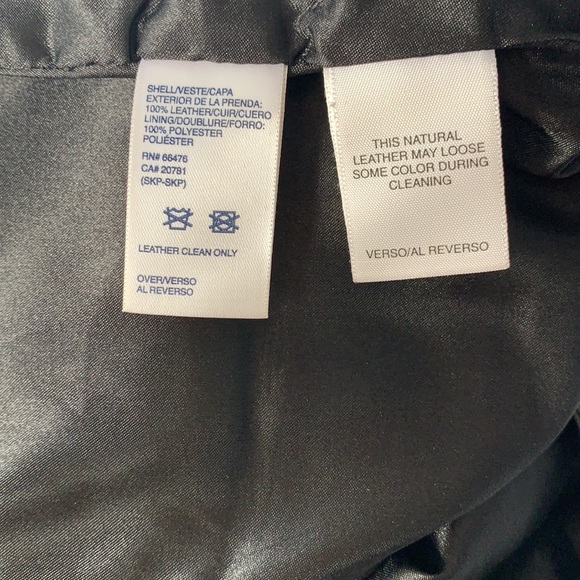 SHELL/VESTE/CAPA
EXTERIOR DE LA PRENDA:
100% LEATHER/CUIR/CUERO
LINING/DOUBLURE/FORRO:
100% POLYESTER
POLIÉSTER
RN# 66476
CA# 20781
(SKP-SKP)
LEATHER CLEAN ONLY
OVER/VERSO
AL REVERSO
THIS NATURAL
LEATHER MAY LOOSE
SOME COLOR DURING
CLEANING
VERSO/AL REVERSO